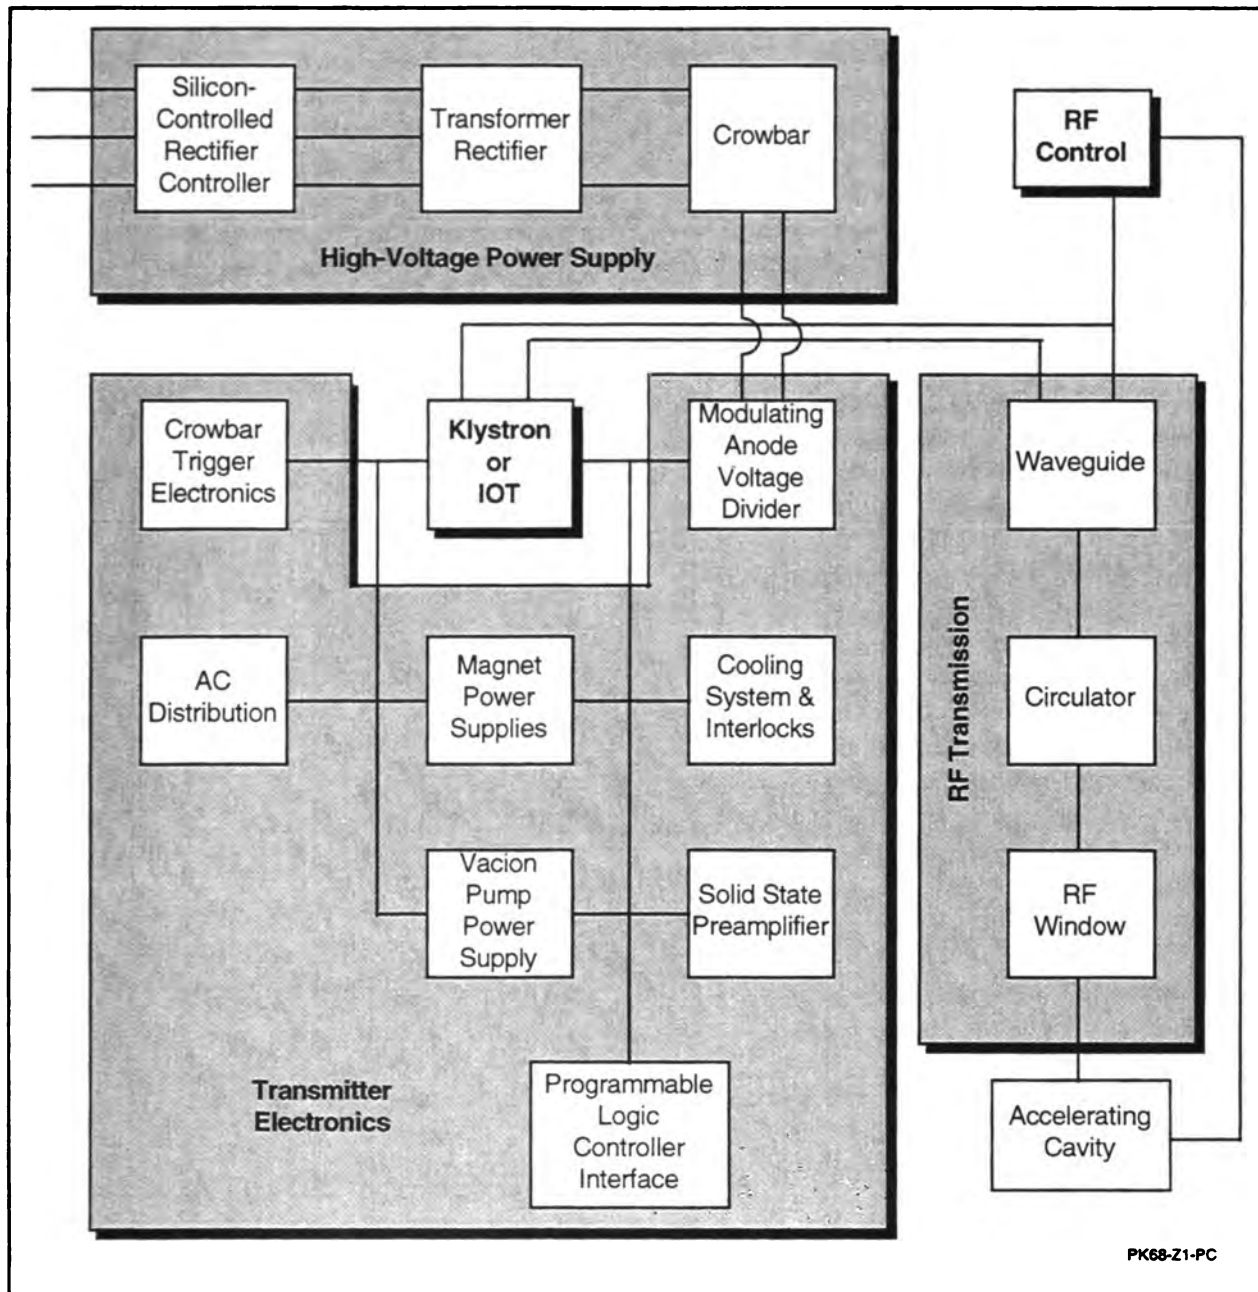 Silicon-
Controlled
Rectifier
Controller
Transformer
Rectifier
Crowbar
High-Voltage Power Supply
RF
Control
Crowbar
Trigger
Electronics
Klystron
or
IOT
Modulating
Anode
Voltage
Divider
Waveguide
AC
Distribution
Magnet
Power
Supplies
Cooling
System &
Interlocks
Circulator
RF Transmission
Vacion
Pump
Power
Supply
Solid State
Preamplifier
RF
Window
Transmitter
Electronics
Programmable
Logic
Controller
Interface
Accelerating
Cavity
PK68-Z1-PC